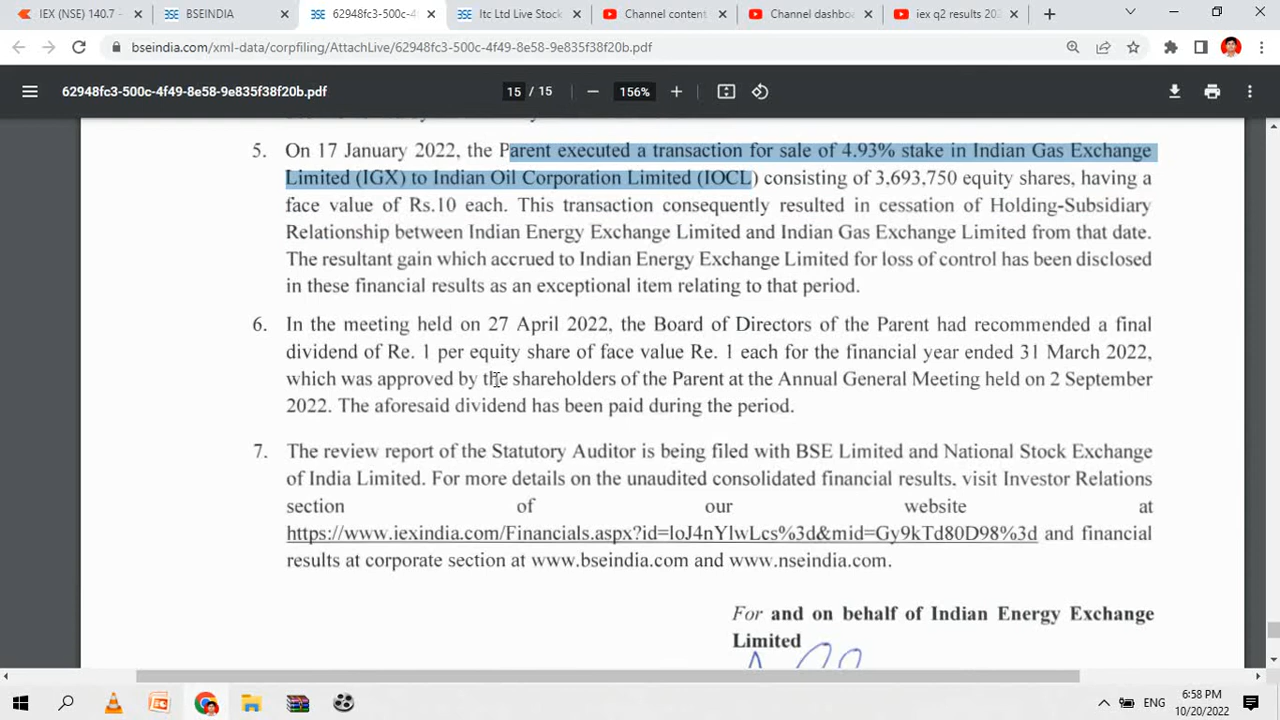 IEX (NSE) 140.7 -
BSEINDIA
62948fc3-500c-4
Itc Ltd Live Stock
Channel content
Channel dashbo
iex q2 results 202
bseindia.com/xml-data/corpfiling/AttachLive/62948fc3-500c-4f49-8e58-9e835f38f20b.pdf
62948fc3-500c-4f49-8e58-9e835f38f20b.pdf
15 / 15
156%
5. On 17 January 2022, the Parent executed a transaction for sale of 4.93% stake in Indian Gas Exchange
Limited (IGX) to Indian Oil Corporation Limited (IOCL) consisting of 3,693,750 equity shares, having a
face value of Rs.10 each. This transaction consequently resulted in cessation of Holding-Subsidiary
Relationship between Indian Energy Exchange Limited and Indian Gas Exchange Limited from that date.
The resultant gain which accrued to Indian Energy Exchange Limited for loss of control has been disclosed
in these financial results as an exceptional item relating to that period.
6. In the meeting held on 27 April 2022, the Board of Directors of the Parent had recommended a final
dividend of Re. 1 per equity share of face value Re. 1 each for the financial year ended 31 March 2022,
which was approved by the shareholders of the Parent at the Annual General Meeting held on 2 September
2022. The aforesaid dividend has been paid during the period.
7. The review report of the Statutory Auditor is being filed with BSE Limited and National Stock Exchange
of India Limited. For more details on the unaudited consolidated financial results, visit Investor Relations
section of our website at
https://www.iexindia.com/Financials.aspx?id=loJ4nYlwLcs%3d&mid=Gy9kTd80D98%3d and financial
results at corporate section at www.bseindia.com and www.nseindia.com.
For and on behalf of Indian Energy Exchange
Limited
ENG
6:58 PM
10/20/2022